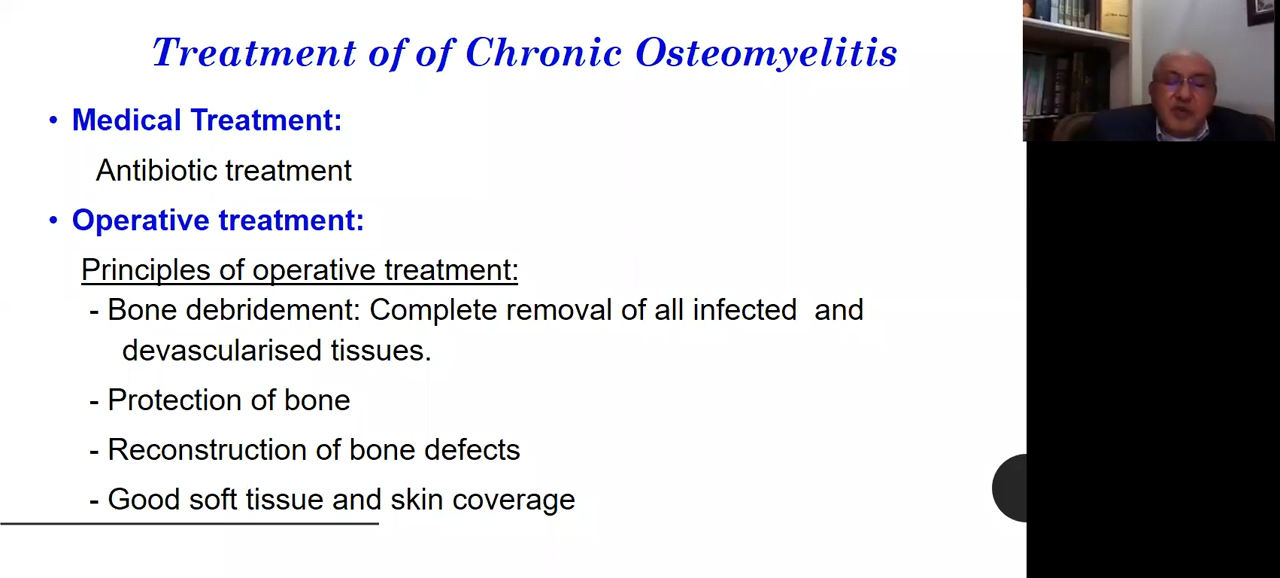 Treatment of of Chronic Osteomyelitis
• Medical Treatment:
Antibiotic treatment
• Operative treatment:
Principles of operative treatment:
- Bone debridement: Complete removal of all infected and
devascularised tissues.
- Protection of bone
- Reconstruction of bone defects
- Good soft tissue and skin coverage